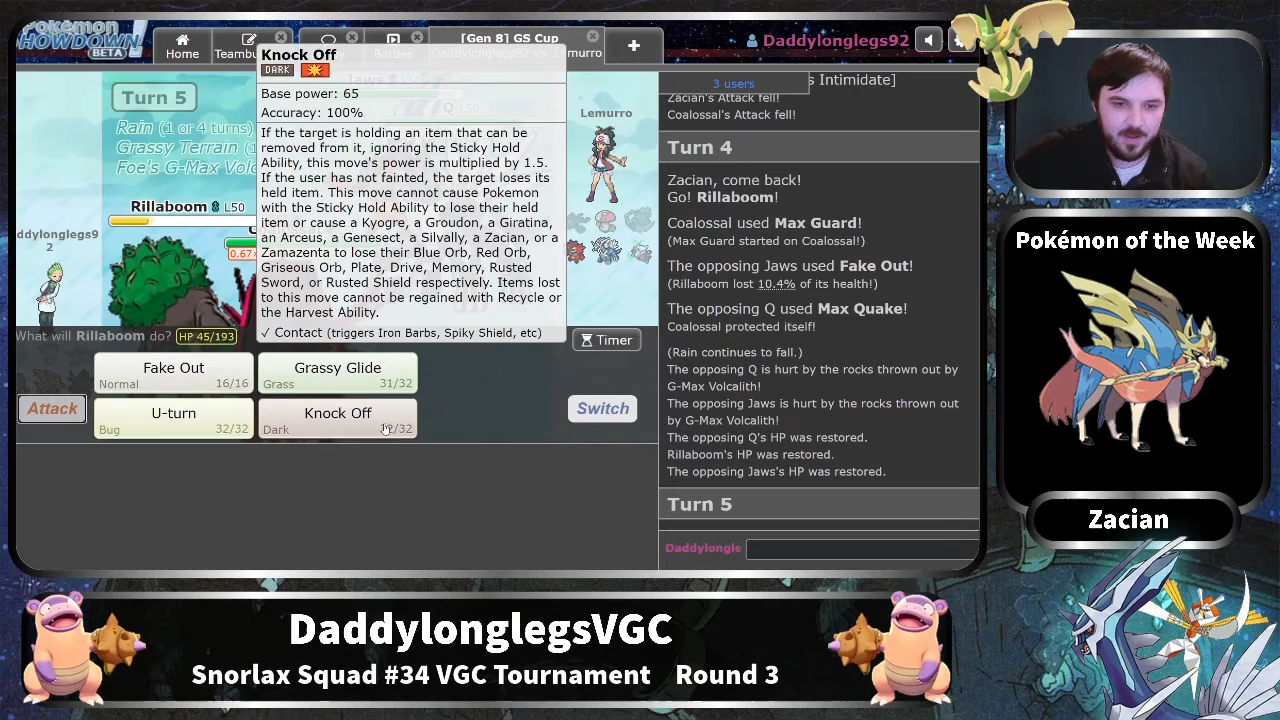 Pokémon
SHOWDOWN!
BETA
Home
Teambu
[Gen 8] GS Cup
Daddylonglegs92
Knock Off
DARK
Base power: 65
Accuracy: 100%
If the target is holding an item that can be
removed from it, ignoring the Sticky Hold
Ability, this move's power is multiplied by 1.5.
If the user has not fainted, the target loses its
held item. This move cannot cause Pokemon
with the Sticky Hold Ability to lose their held
item or cause a Kyogre, a Groudon, a Giratina,
an Arceus, a Genesect, a Silvally, a Zacian, or a
Zamazenta to lose their Blue Orb, Red Orb,
Griseous Orb, Plate, Drive, Memory, Rusted
Sword, or Rusted Shield respectively. Items lost
to this move cannot be regained with Recycle or
the Harvest Ability.
✓ Contact (triggers Iron Barbs, Spiky Shield, etc)
Turn 5
Rain (1 or 4 turns)
Grassy Terrain (1
Foe's G-Max Volc
Rillaboom L50
0.67×
ddylonglegs9
2
Lemurro
What will Rillaboom do? HP 45/193
Timer
Attack
Fake Out
Normal 16/16
Grassy Glide
Grass 31/32
U-turn
Bug 32/32
Knock Off
Dark /32
Switch
3 users
s Intimidate]
Zacian's Attack fell!
Coalossal's Attack fell!
Turn 4
Zacian, come back!
Go! Rillaboom!
Coalossal used Max Guard!
(Max Guard started on Coalossal!)
The opposing Jaws used Fake Out!
(Rillaboom lost 10.4% of its health!)
The opposing Q used Max Quake!
Coalossal protected itself!
(Rain continues to fall.)
The opposing Q is hurt by the rocks thrown out by
G-Max Volcalith!
The opposing Jaws is hurt by the rocks thrown out
by G-Max Volcalith!
The opposing Q's HP was restored.
Rillaboom's HP was restored.
The opposing Jaws's HP was restored.
Turn 5
Daddylongle
Pokémon of the Week
Zacian
DaddylonglegsVGC
Snorlax Squad #34 VGC Tournament Round 3